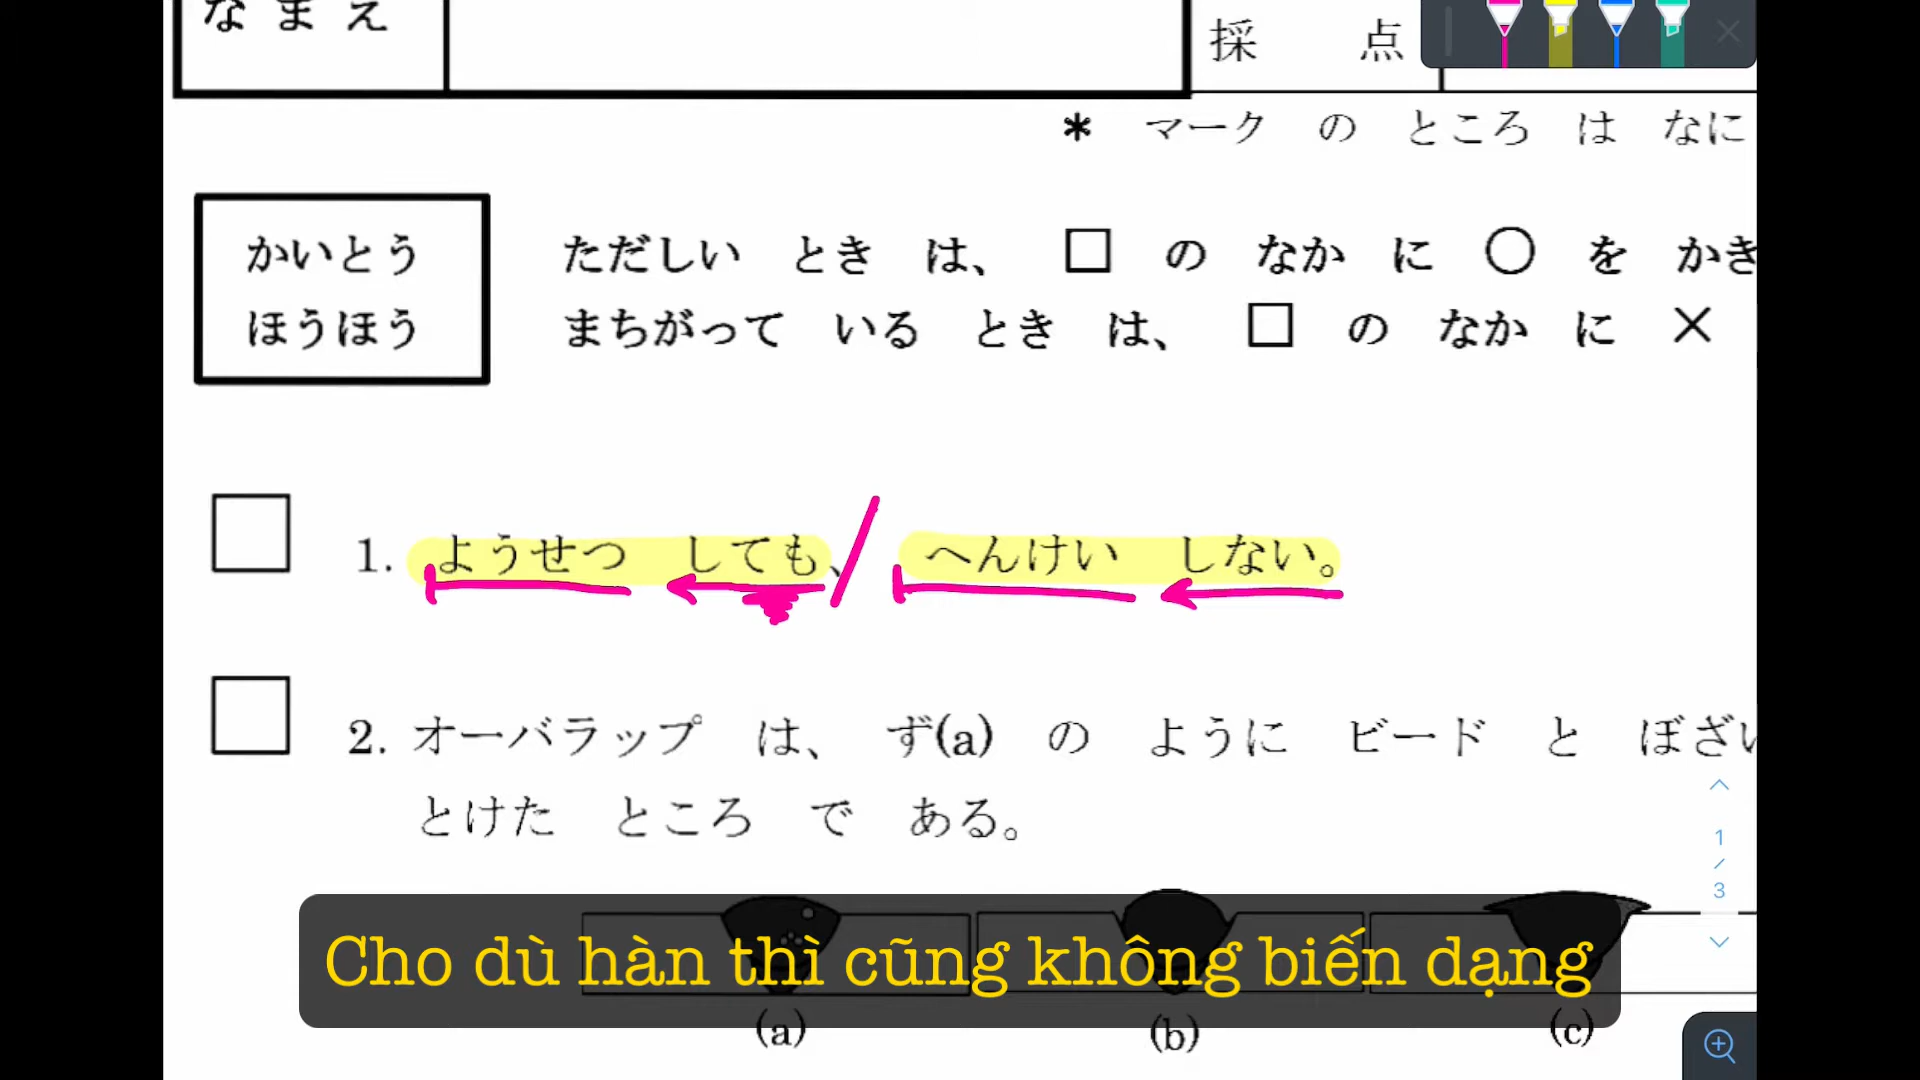 なまえ
採 点
* マーク の ところ は なに
かいとう
ほうほう
ただしい とき は、 □ の なか に ○ を かき
まちがって いる とき は、 □ の なか に ×
1. ようせつ しても、 へんけい しない。
2. オーバラップ は、 ず(a) の ように ビード と ぼざい
とけた ところ で ある。
1
/
3
Cho dù hàn thì cũng không biến dạng
(a) (b) (c)